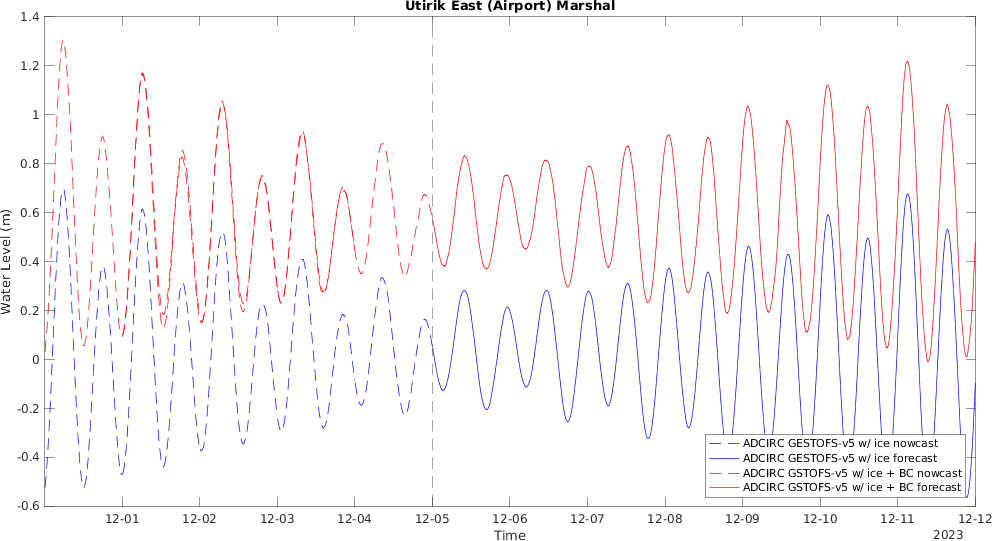 Utirik East (Airport) Marshal
Water Level (m)
1.4
1.2
1
0.8
0.6
0.4
0.2
0
-0.2
-0.4
-0.6
ADCIRC GESTOFS-v5 w/ ice nowcast
ADCIRC GESTOFS-v5 w/ ice forecast
ADCIRC GSTOFS-v5 w/ ice + BC nowcast
ADCIRC GSTOFS-v5 w/ ice + BC forecast
12-01 12-02 12-03 12-04 12-05 12-06 12-07 12-08 12-09 12-10 12-11 12-12
Time
2023